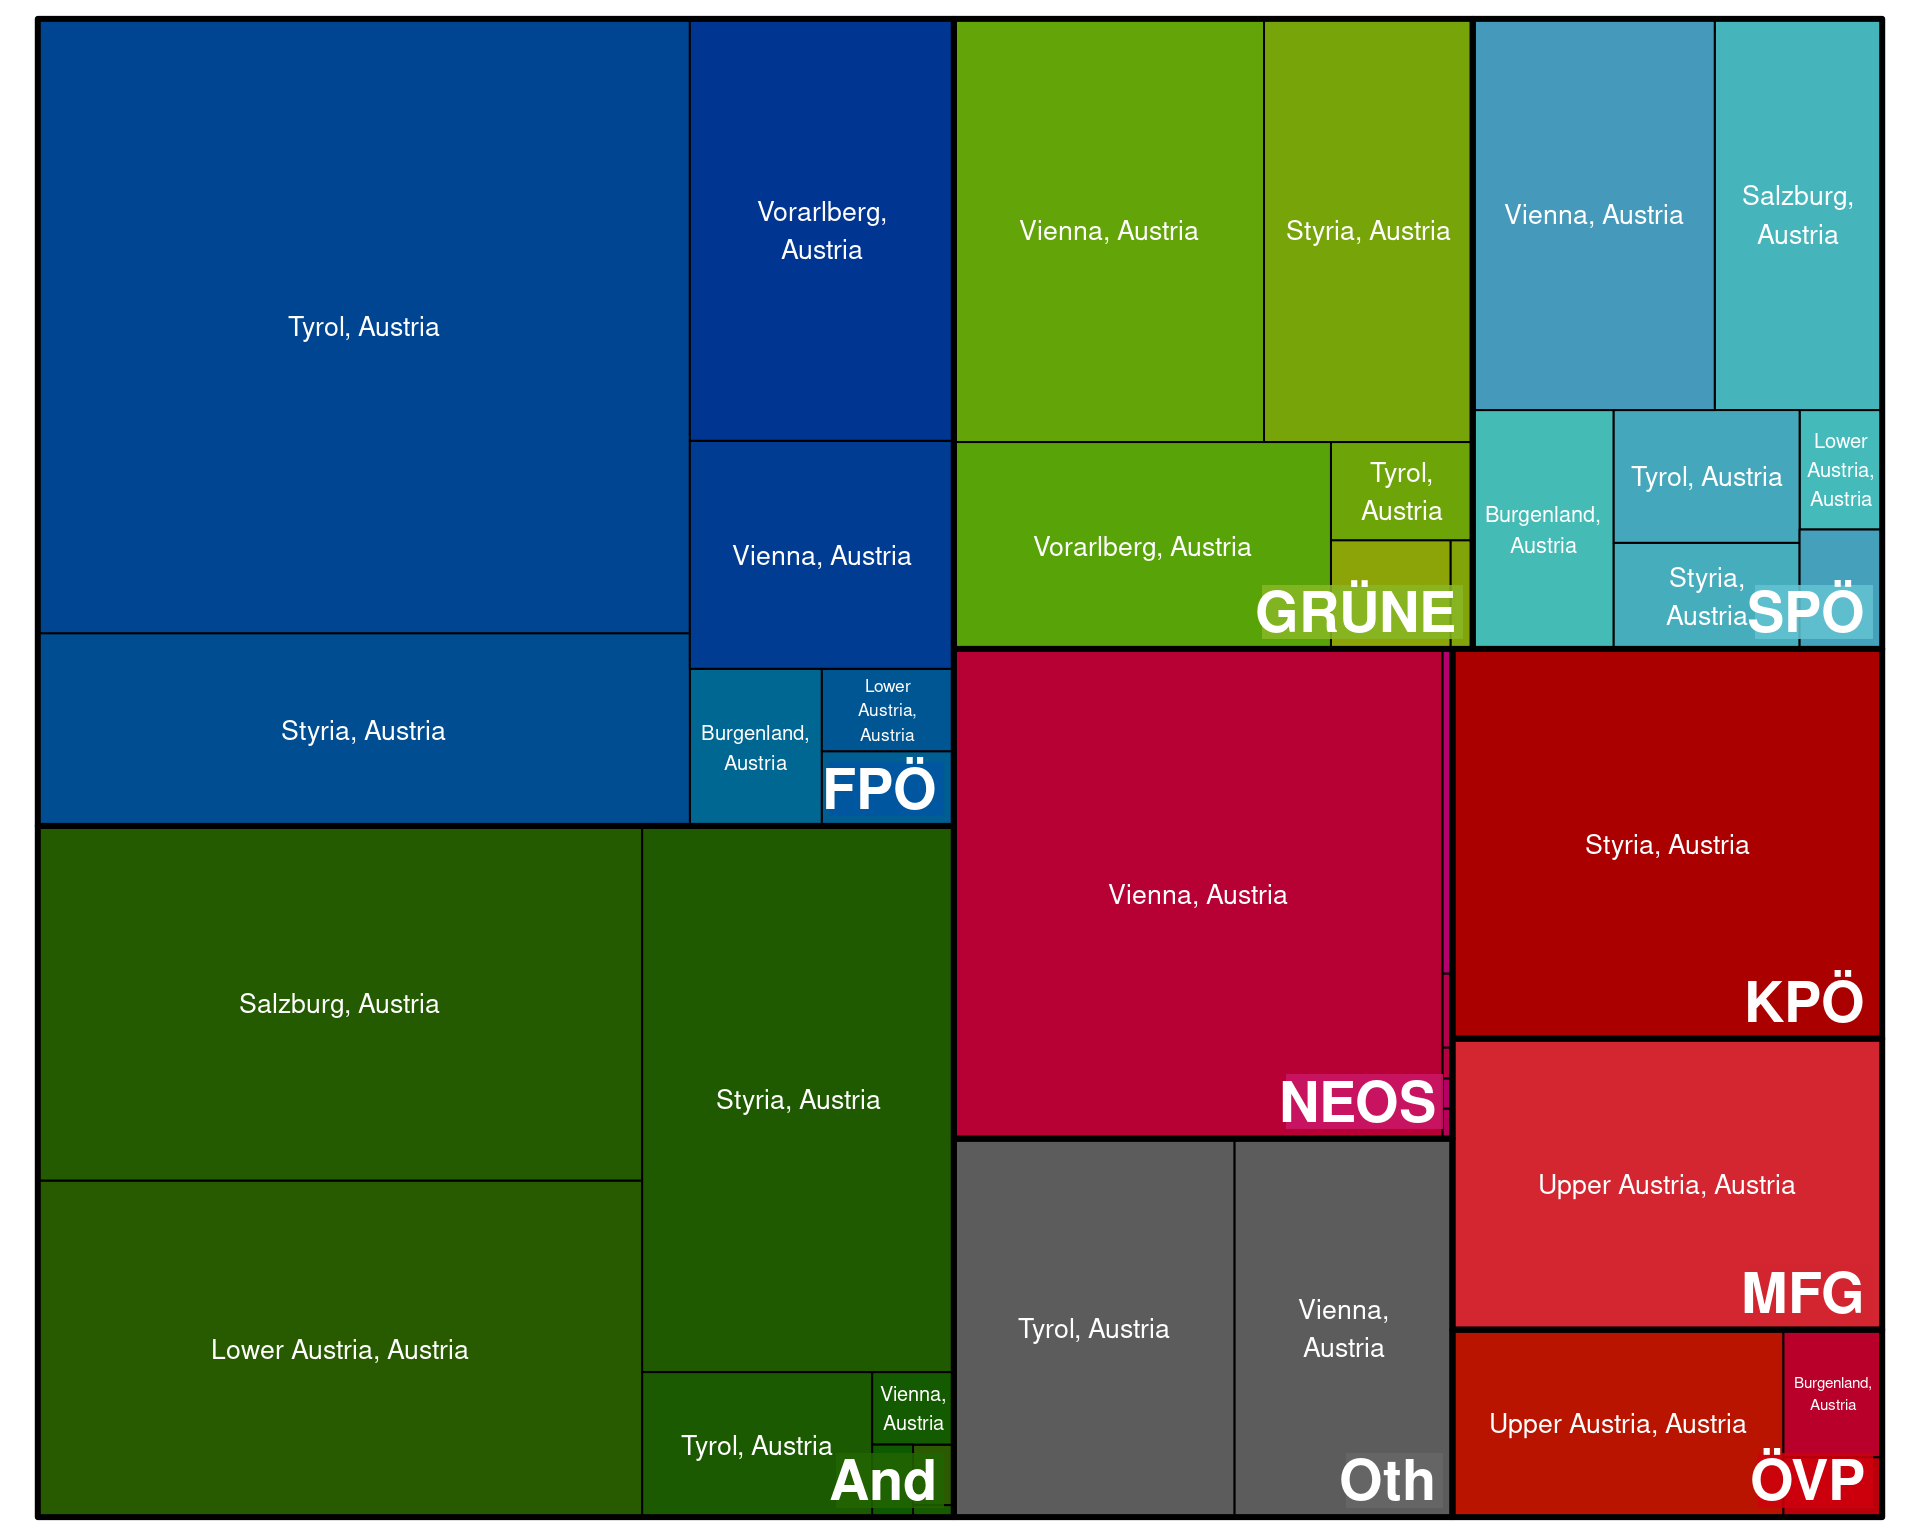 Tyrol, Austria
Vorarlberg,
Austria
Vienna, Austria
Styria, Austria
Burgenland,
Austria
Lower
Austria,
Austria
FPÖ
Salzburg, Austria
Styria, Austria
Lower Austria, Austria
Tyrol, Austria
Vienna,
Austria
And
Vienna, Austria
Styria, Austria
Vorarlberg, Austria
Tyrol,
Austria
GRÜNE
Vienna, Austria
Salzburg,
Austria
Burgenland,
Austria
Tyrol, Austria
Lower
Austria,
Austria
Styria,
Austria
SPÖ
Vienna, Austria
NEOS
Styria, Austria
KPÖ
Upper Austria, Austria
MFG
Tyrol, Austria
Vienna,
Austria
Oth
Upper Austria, Austria
Burgenland,
Austria
ÖVP